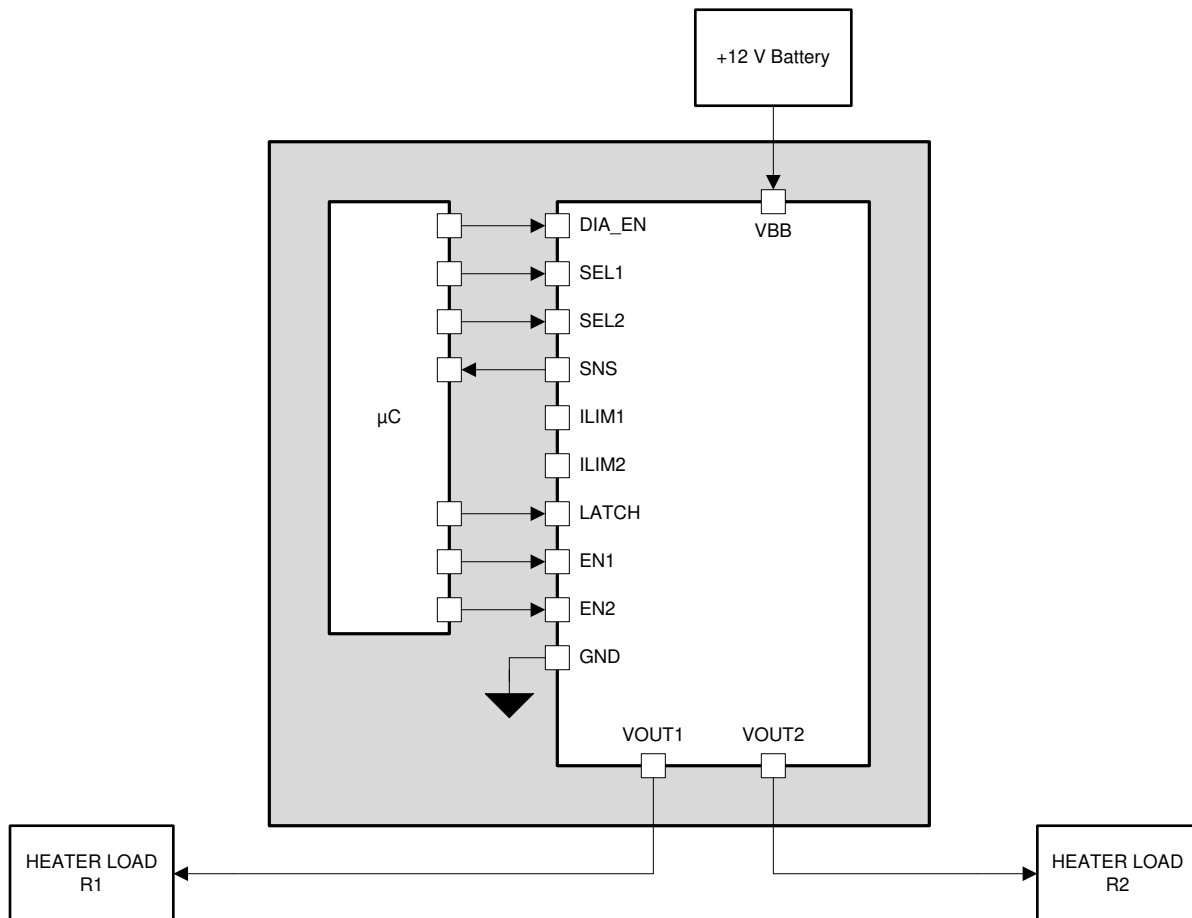 +12 V Battery
VBB
DIA_EN
SEL1
SEL2
SNS
ILIM1
ILIM2
LATCH
EN1
EN2
GND
µC
VOUT1
VOUT2
HEATER LOAD
R1
HEATER LOAD
R2